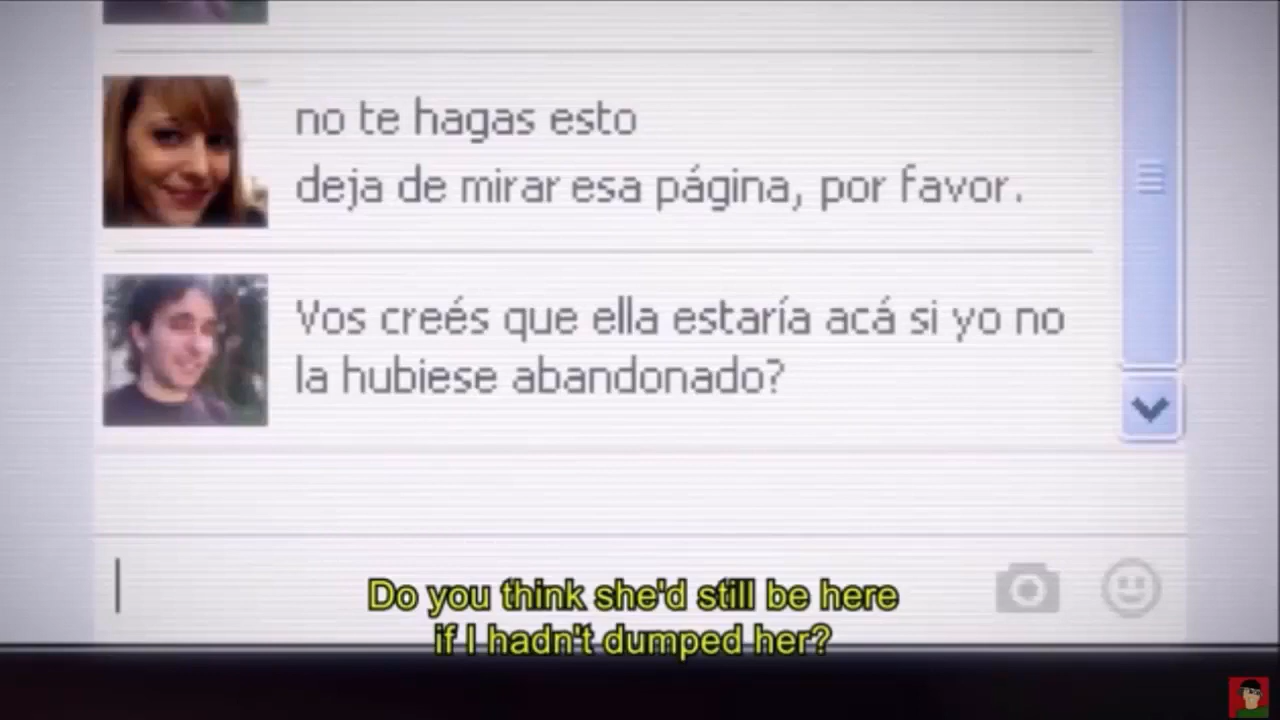 no te hagas esto
deja de mirar esa página, por favor.
Vos creés que ella estaría acá si yo no
la hubiese abandonado?
Do you think she'd still be here
if I hadn't dumped her?